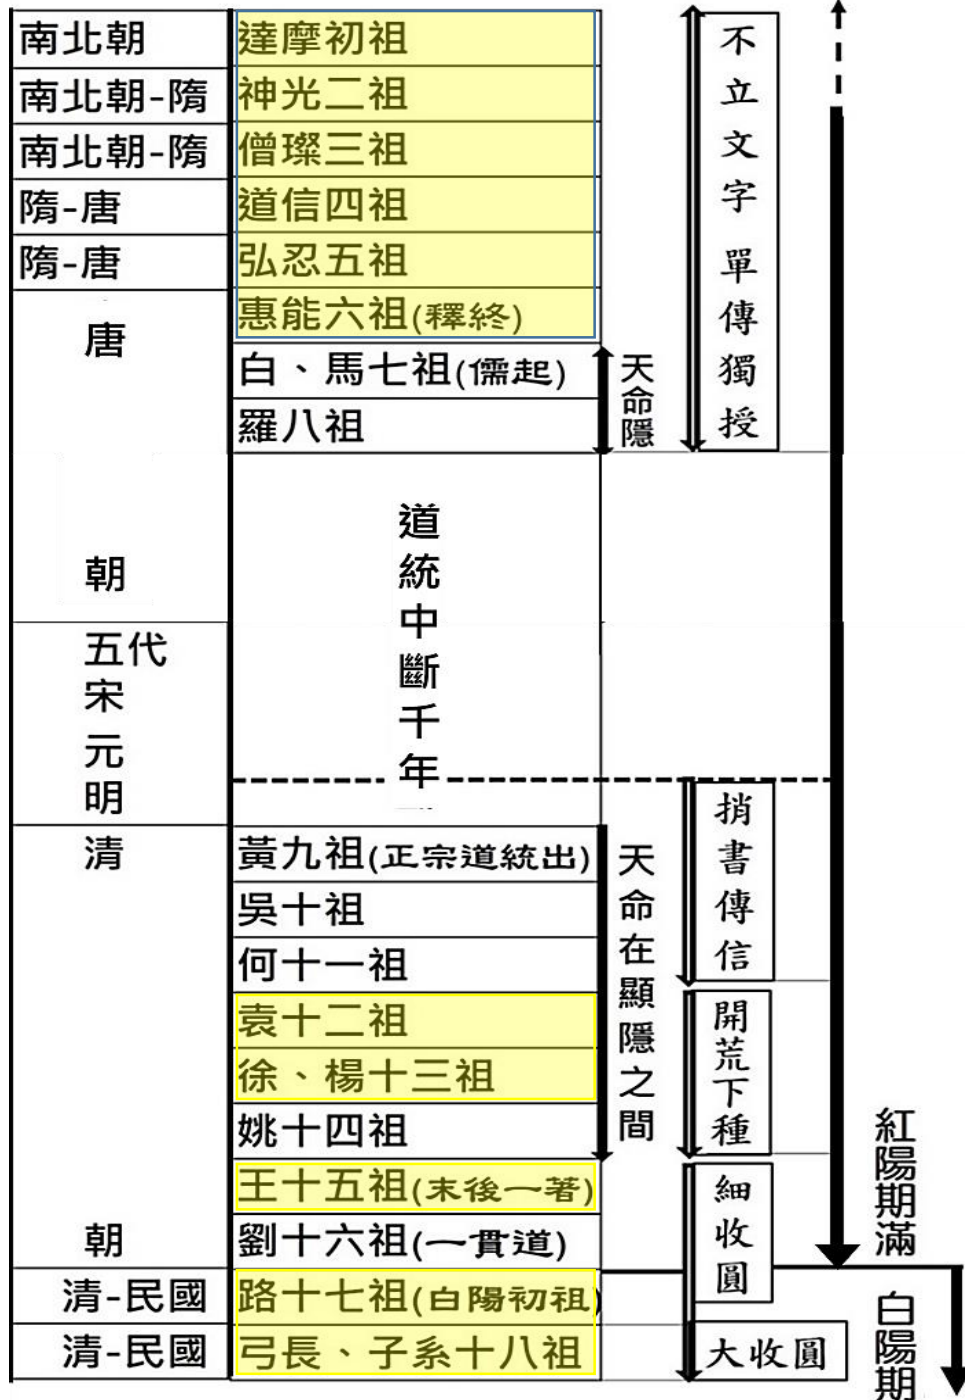 南北朝 達摩初祖
南北朝-隋 神光二祖
南北朝-隋 僧璨三祖
隋-唐 道信四祖
隋-唐 弘忍五祖
唐朝
惠能六祖(釋終)
白、馬七祖(儒起)
羅八祖
天命隱
不立文字單傳獨授
道統中斷千年
五代
宋
元
明
清朝
黃九祖(正宗道統出)
吳十祖
何十一祖
袁十二祖
徐、楊十三祖
姚十四祖
王十五祖(末後一著)
劉十六祖(一貫道)
天命在顯隱之間
捎書傳信
開荒下種
細收圓
清-民國 路十七祖(白陽初祖)
清-民國 弓長、子系十八祖
大收圓
紅陽期滿
白陽期